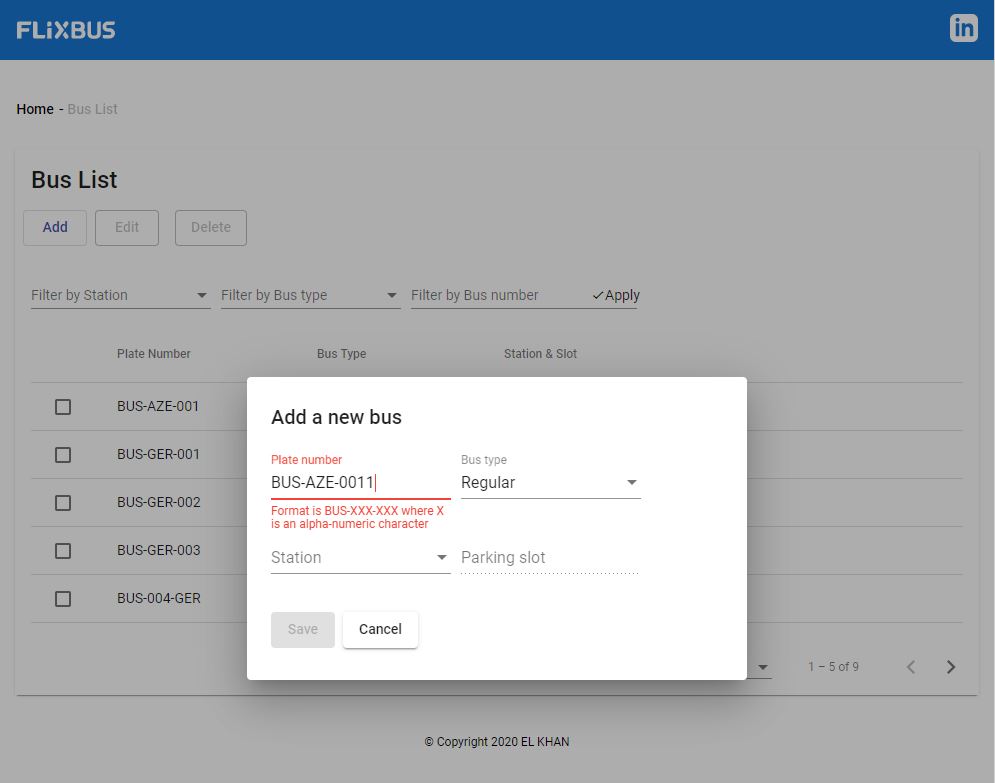 FLiXBUS
in
Home - Bus List
Bus List
Add Edit Delete
Filter by Station Filter by Bus type Filter by Bus number Apply
Plate Number Bus Type Station & Slot
BUS-AZE-001
BUS-GER-001
BUS-GER-002
BUS-GER-003
BUS-004-GER
Add a new bus
Plate number Bus type
BUS-AZE-0011 Regular
Format is BUS-XXX-XXX where X
is an alpha-numeric character
Station Parking slot
Save Cancel
1 – 5 of 9
© Copyright 2020 EL KHAN